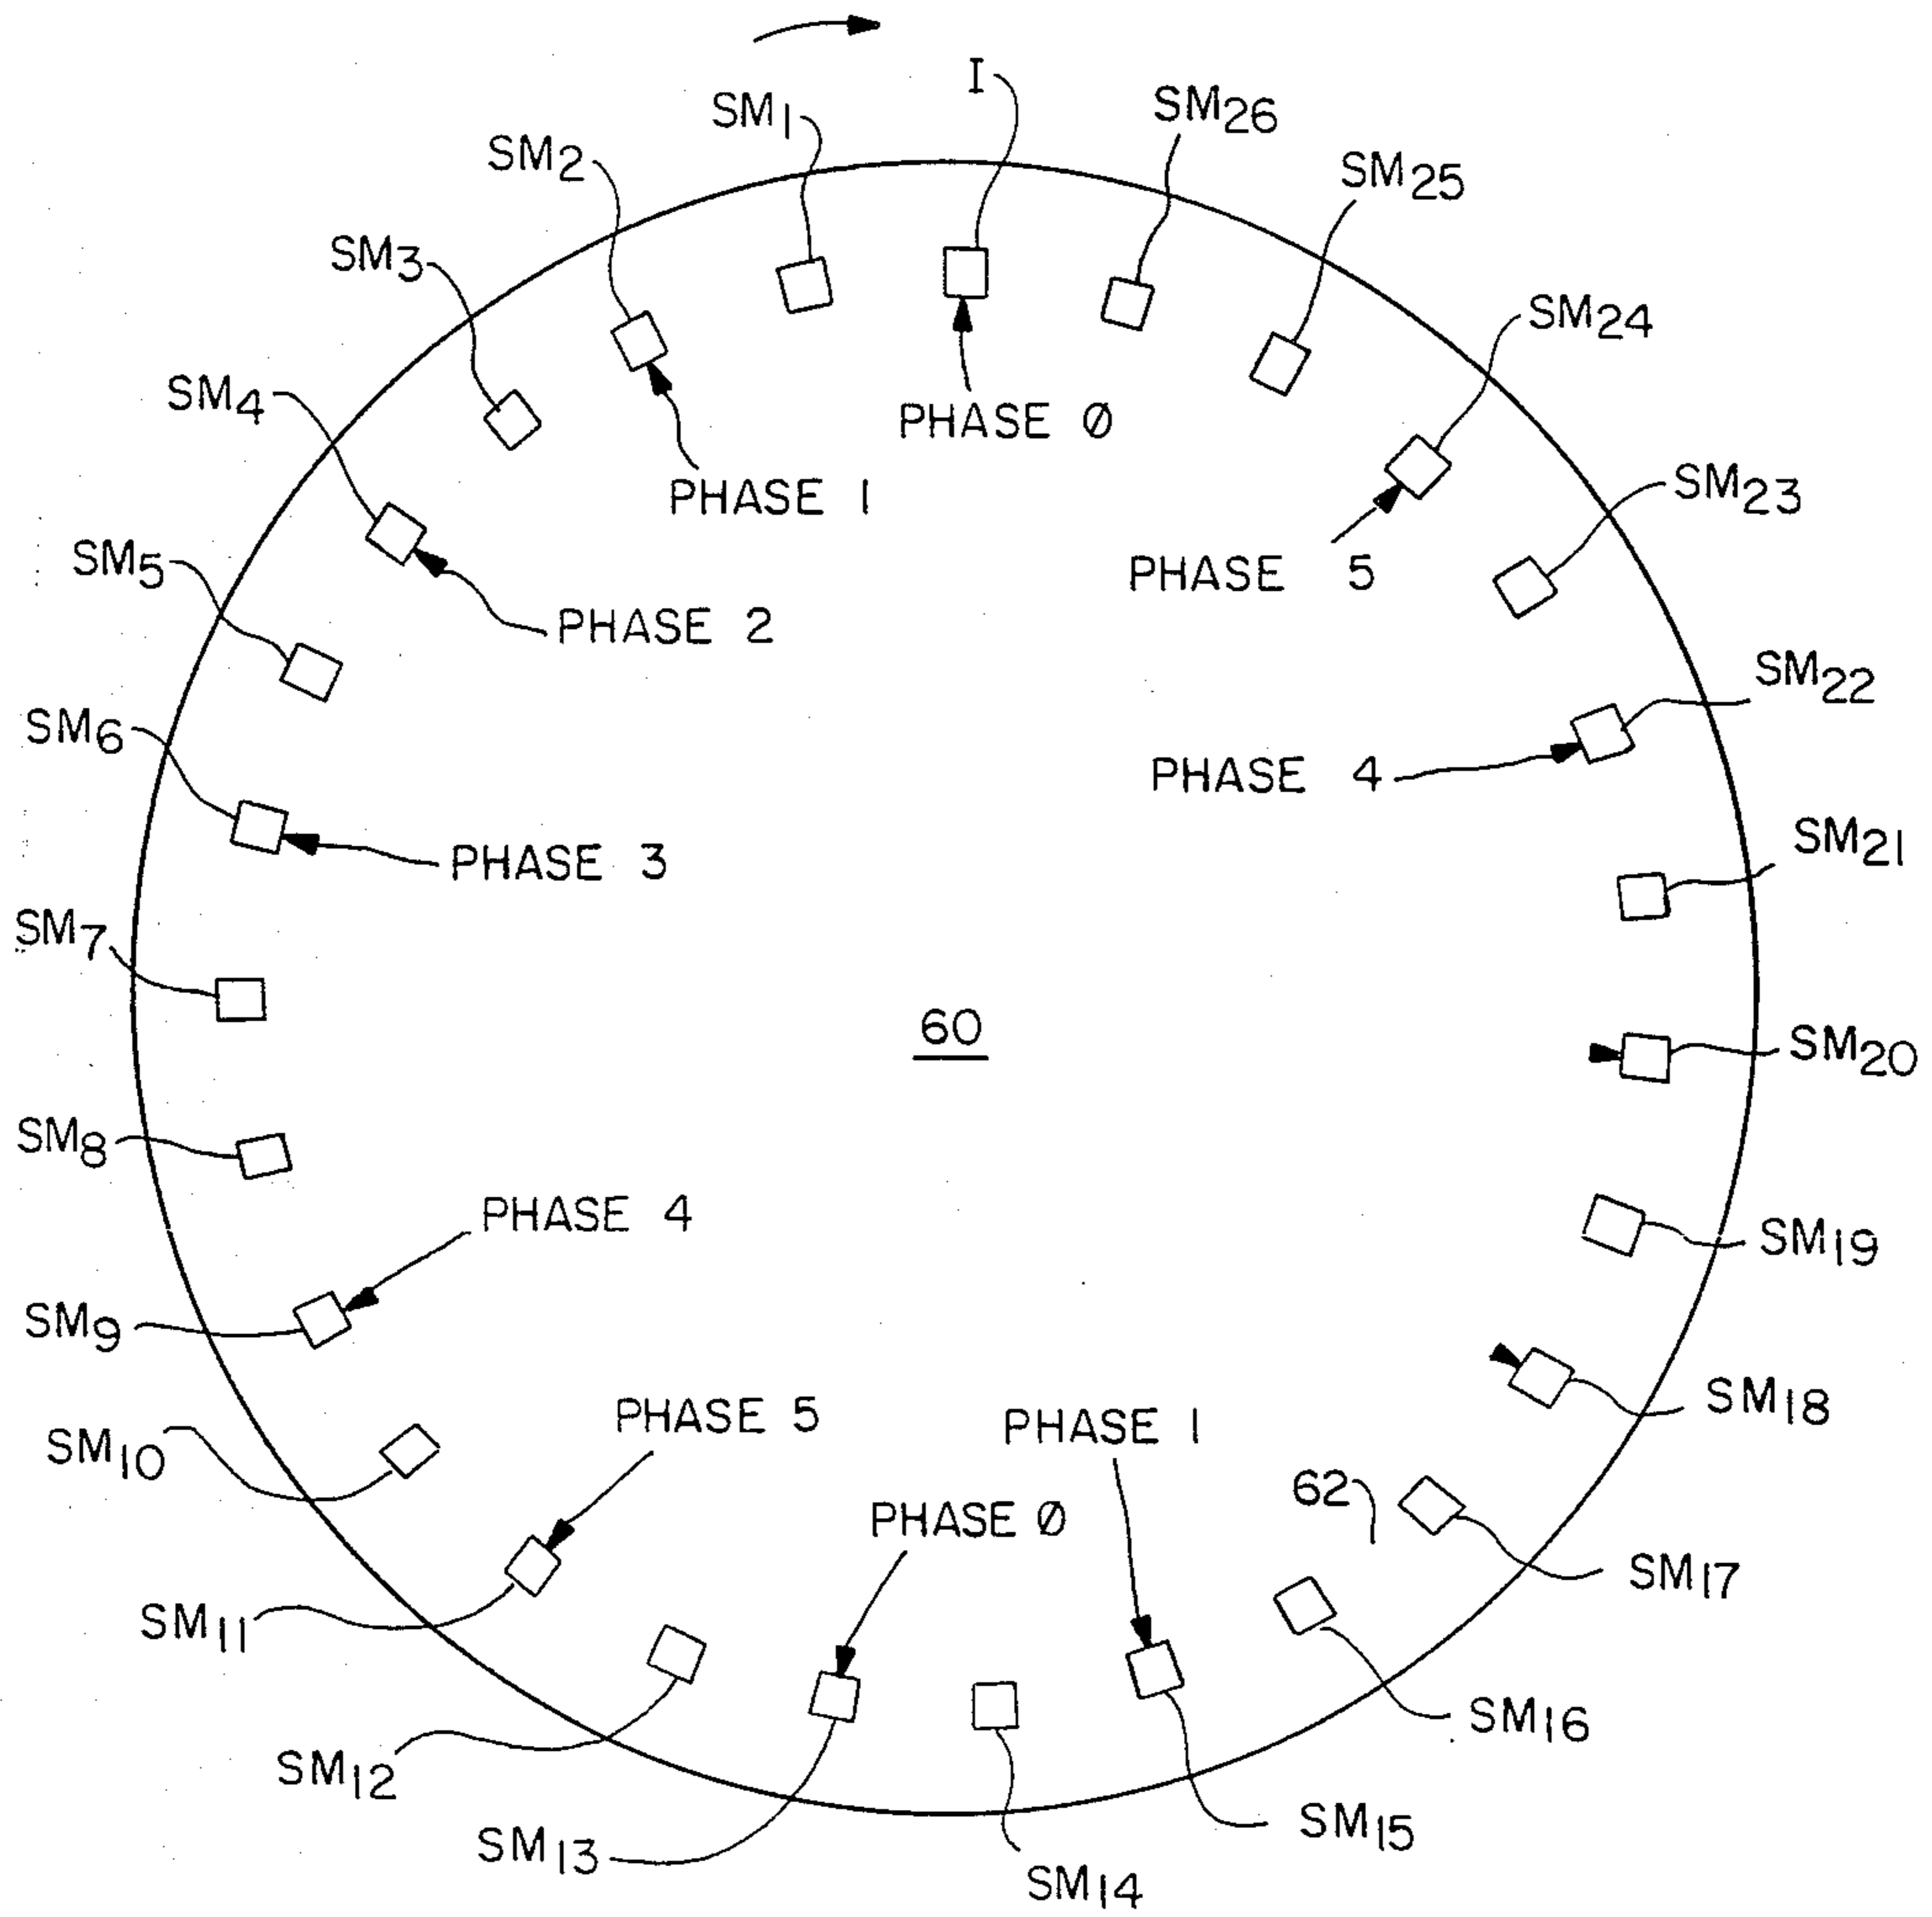 I
SM1
SM26
SM2
SM25
SM3
SM24
SM4
PHASE 0
SM23
PHASE 1
SM5
PHASE 5
PHASE 2
SM22
SM6
PHASE 4
SM21
PHASE 3
SM7
60
SM20
SM8
PHASE 4
SM19
SM9
PHASE 5
PHASE 1
SM18
SM10
62
PHASE 0
SM17
SM11
SM16
SM12
SM15
SM13
SM14